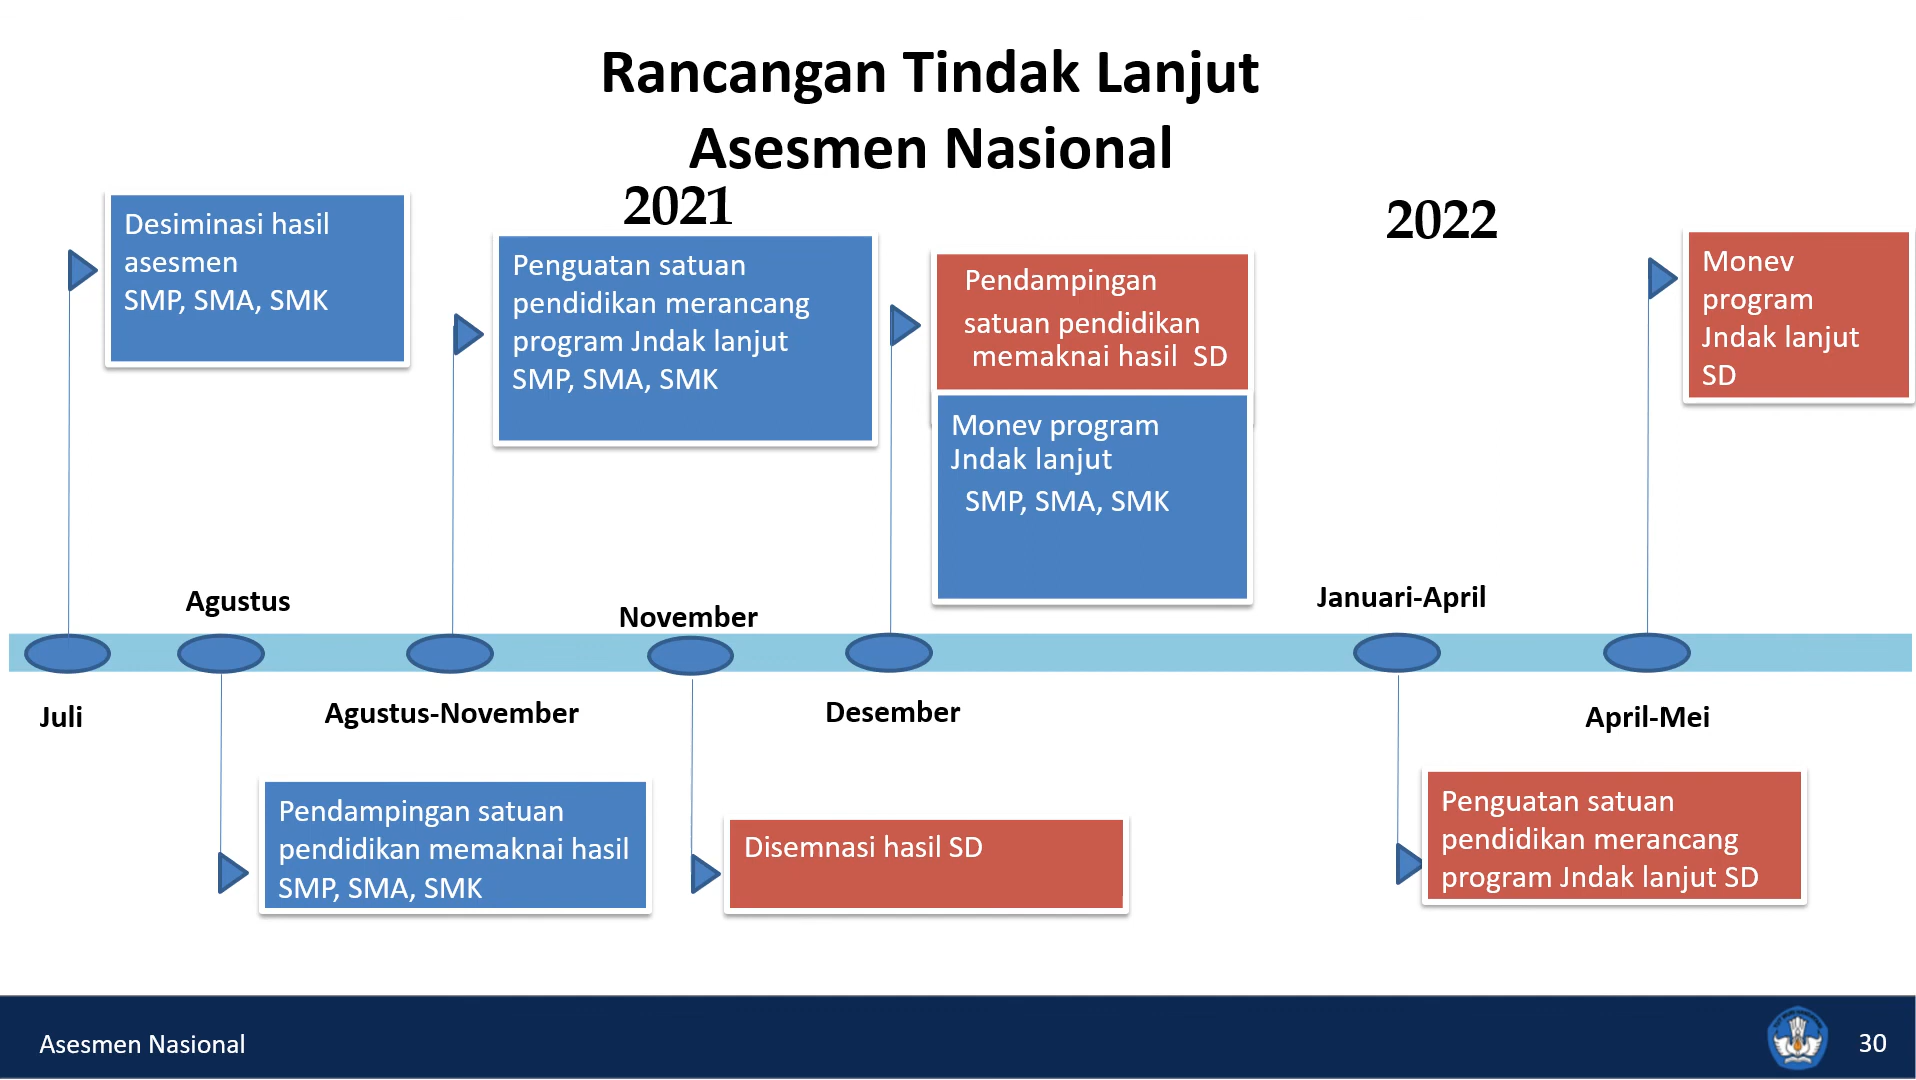 Rancangan Tindak Lanjut
Asesmen Nasional
2021
2022
Desiminasi hasil
asesmen
SMP, SMA, SMK
Penguatan satuan
pendidikan merancang
program Jndak lanjut
SMP, SMA, SMK
Pendampingan
satuan pendidikan
memaknai hasil SD
Monev program
Jndak lanjut
SMP, SMA, SMK
Monev
program
Jndak lanjut
SD
Agustus
November
Januari-April
Juli
Agustus-November
Desember
April-Mei
Pendampingan satuan
pendidikan memaknai hasil
SMP, SMA, SMK
Disemnasi hasil SD
Penguatan satuan
pendidikan merancang
program Jndak lanjut SD
Asesmen Nasional
30